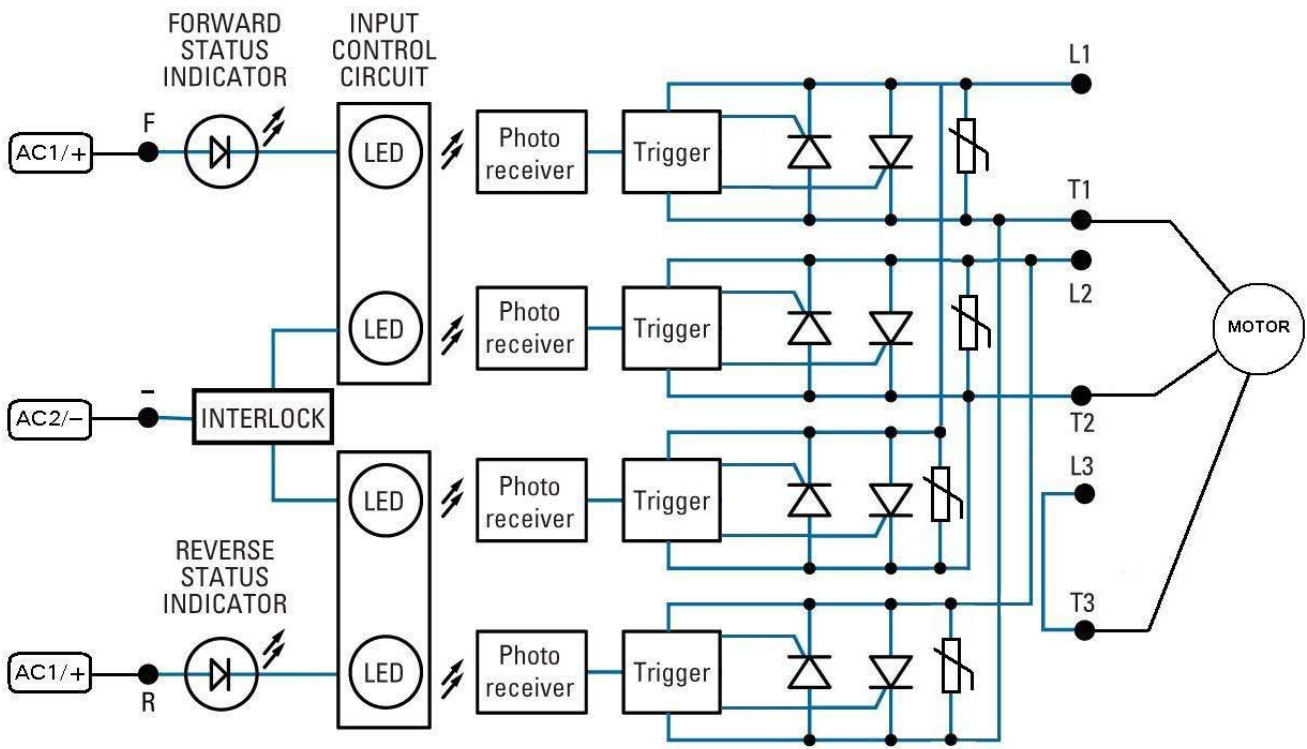 FORWARD
STATUS
INDICATOR
INPUT
CONTROL
CIRCUIT
L1
AC1/+
F
LED
Photo
receiver
Trigger
T1
L2
LED
Photo
receiver
Trigger
MOTOR
AC2/–
–
INTERLOCK
T2
L3
LED
Photo
receiver
Trigger
REVERSE
STATUS
INDICATOR
T3
AC1/+
R
LED
Photo
receiver
Trigger